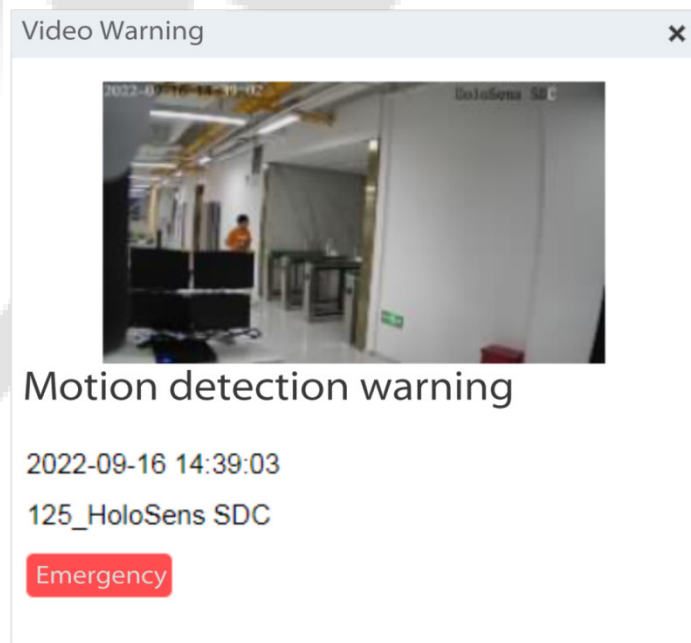 Video Warning
2022-09-16 14:39:02
HoloSens SDC
Motion detection warning
2022-09-16 14:39:03
125_HoloSens SDC
Emergency